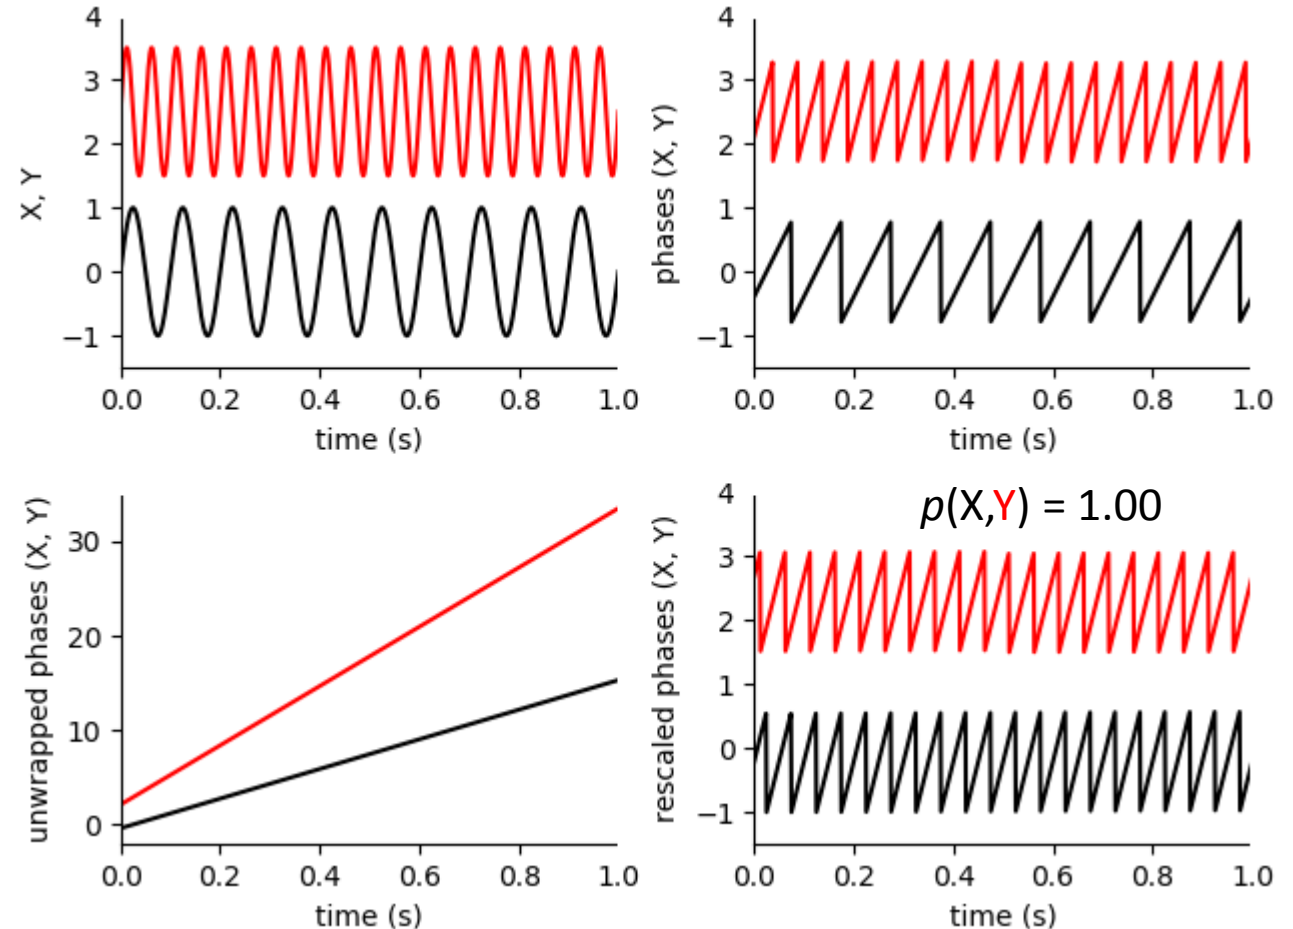 X, Y
4
3
2
1
0
−1
0.0 0.2 0.4 0.6 0.8 1.0
time (s)
phases (X, Y)
4
3
2
1
0
−1
0.0 0.2 0.4 0.6 0.8 1.0
time (s)
unwrapped phases (X, Y)
30
20
10
0
0.0 0.2 0.4 0.6 0.8 1.0
time (s)
p(X,Y) = 1.00
rescaled phases (X, Y)
4
3
2
1
0
−1
0.0 0.2 0.4 0.6 0.8 1.0
time (s)